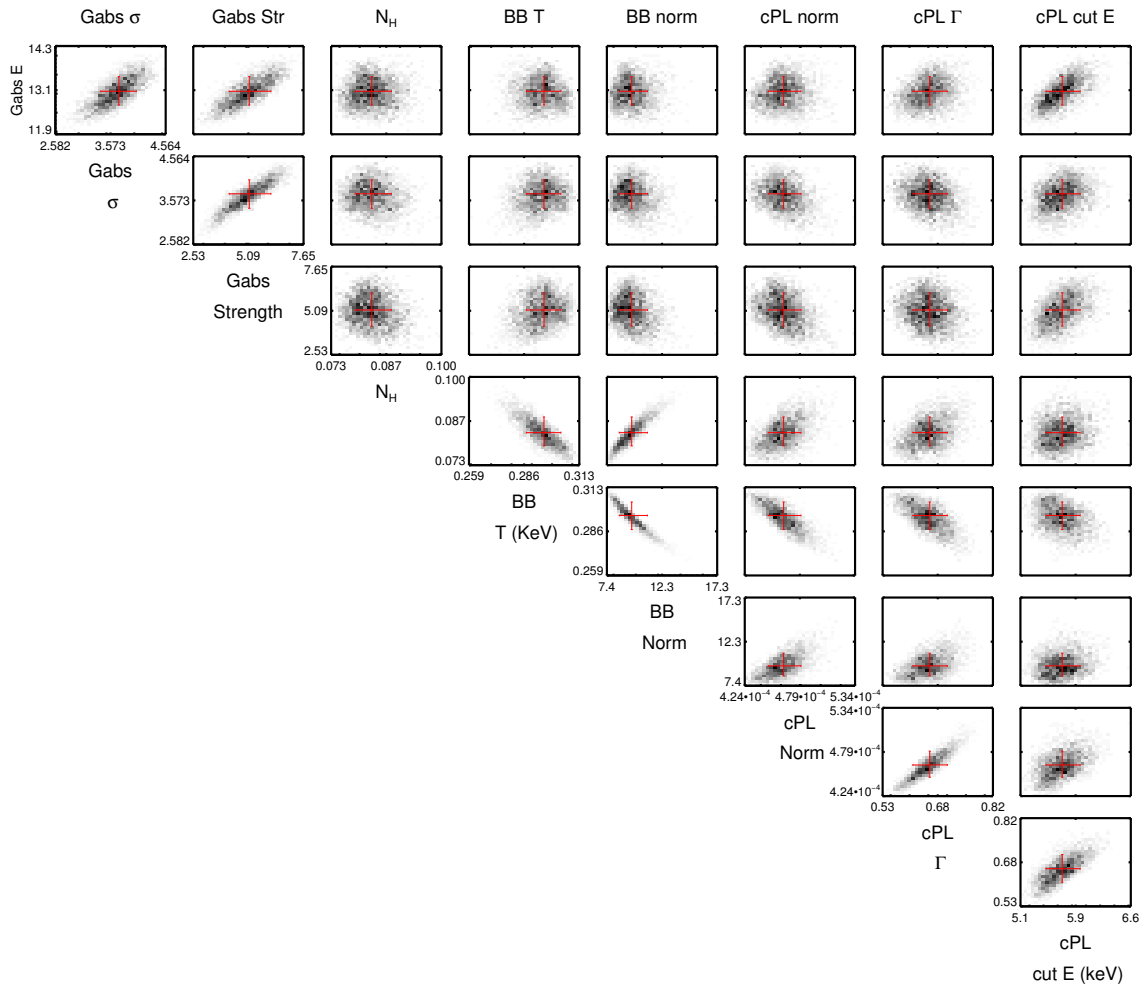 Gabs σ Gabs Str N_H BB T BB norm cPL norm cPL Γ cPL cut E
Gabs E
14.3
13.1
11.9
2.582 3.573 4.564
Gabs
σ
4.564
3.573
2.582
2.53 5.09 7.65
Gabs
Strength
7.65
5.09
2.53
0.073 0.087 0.100
N_H
0.100
0.087
0.073
0.259 0.286 0.313
BB
T (KeV)
0.313
0.286
0.259
7.4 12.3 17.3
BB
Norm
17.3
12.3
7.4
4.24•10⁻⁴ 4.79•10⁻⁴ 5.34•10⁻⁴
cPL
Norm
5.34•10⁻⁴
4.79•10⁻⁴
4.24•10⁻⁴
0.53 0.68 0.82
cPL
Γ
0.82
0.68
0.53
5.1 5.9 6.6
cPL
cut E (keV)